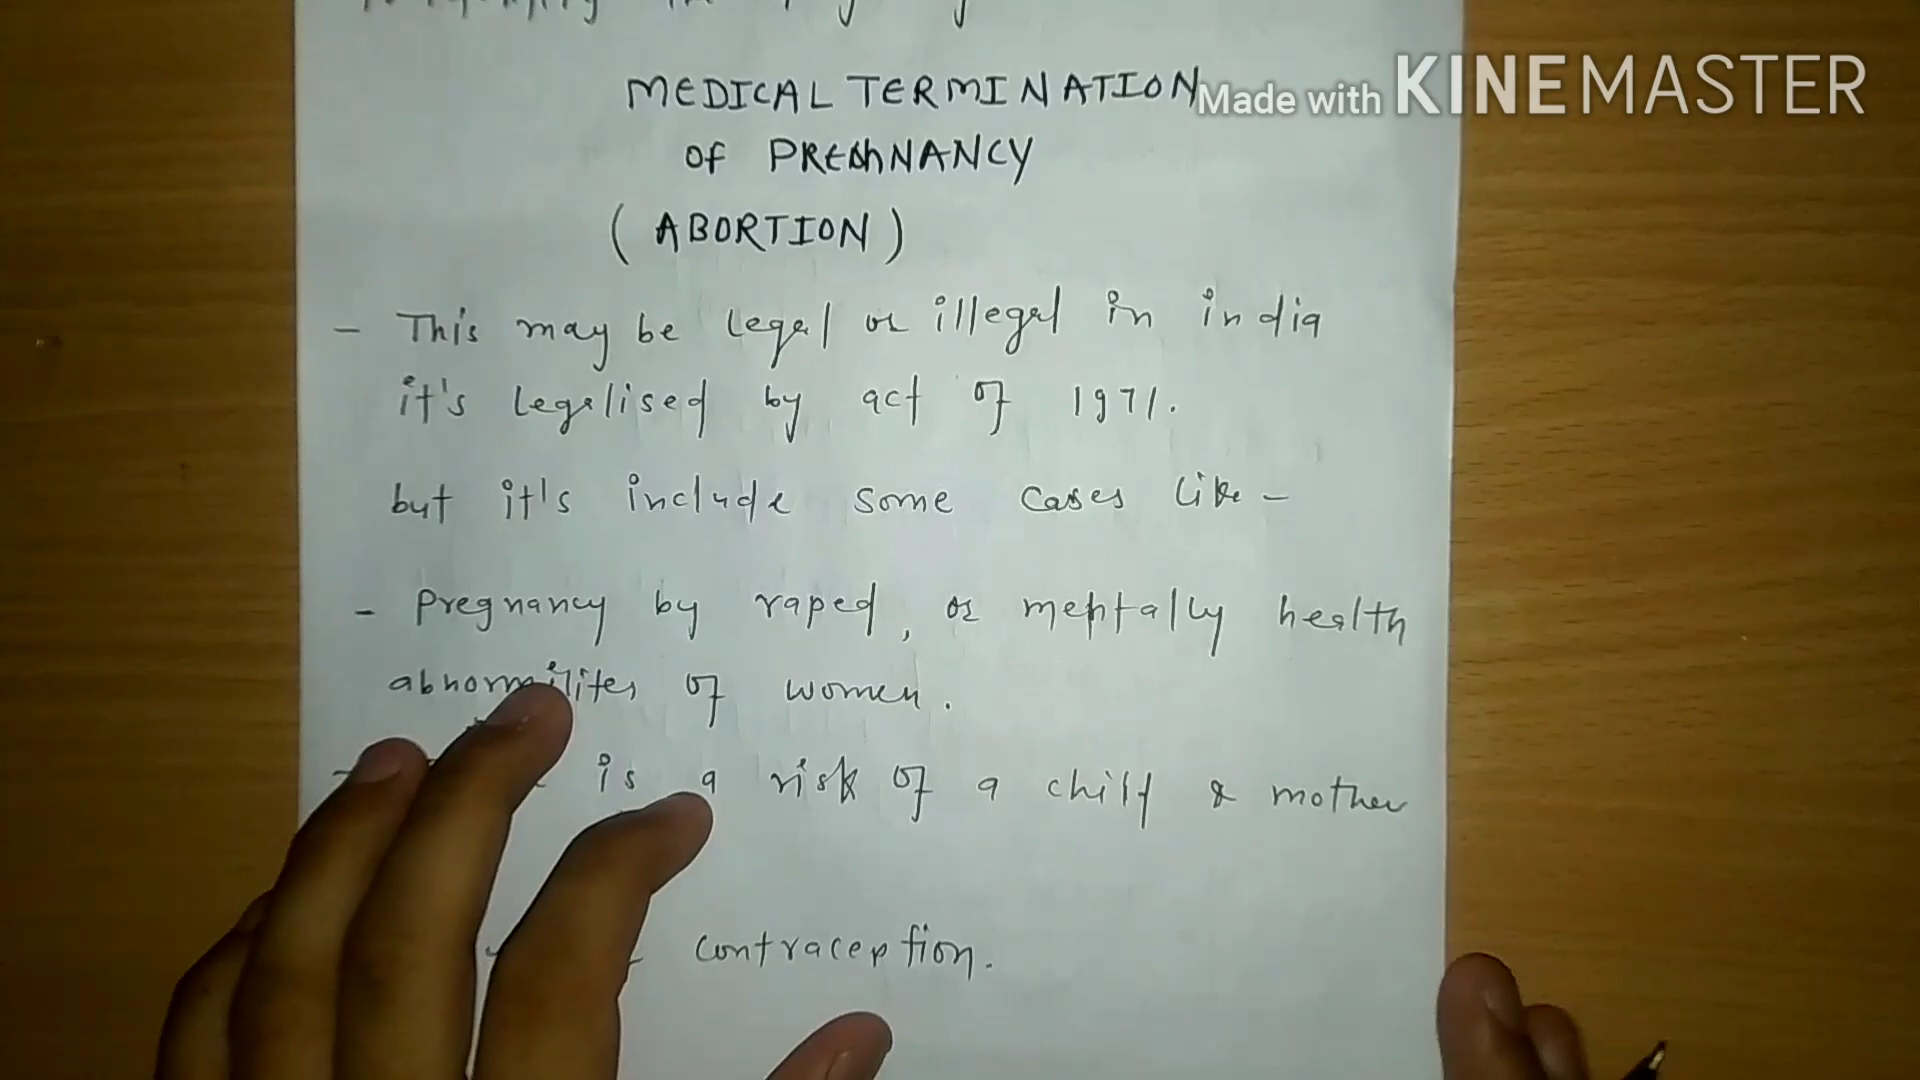 MEDICAL TERMINATION
Made with KINEMASTER
of PREGNANCY
( ABORTION )
- This may be legal or illegal in india
it's legalised by act of 1971.
but it's include some cases like -
- Pregnancy by raped, or mentally health
abnormilites of women.
is a risk of a child & mother
contraception.